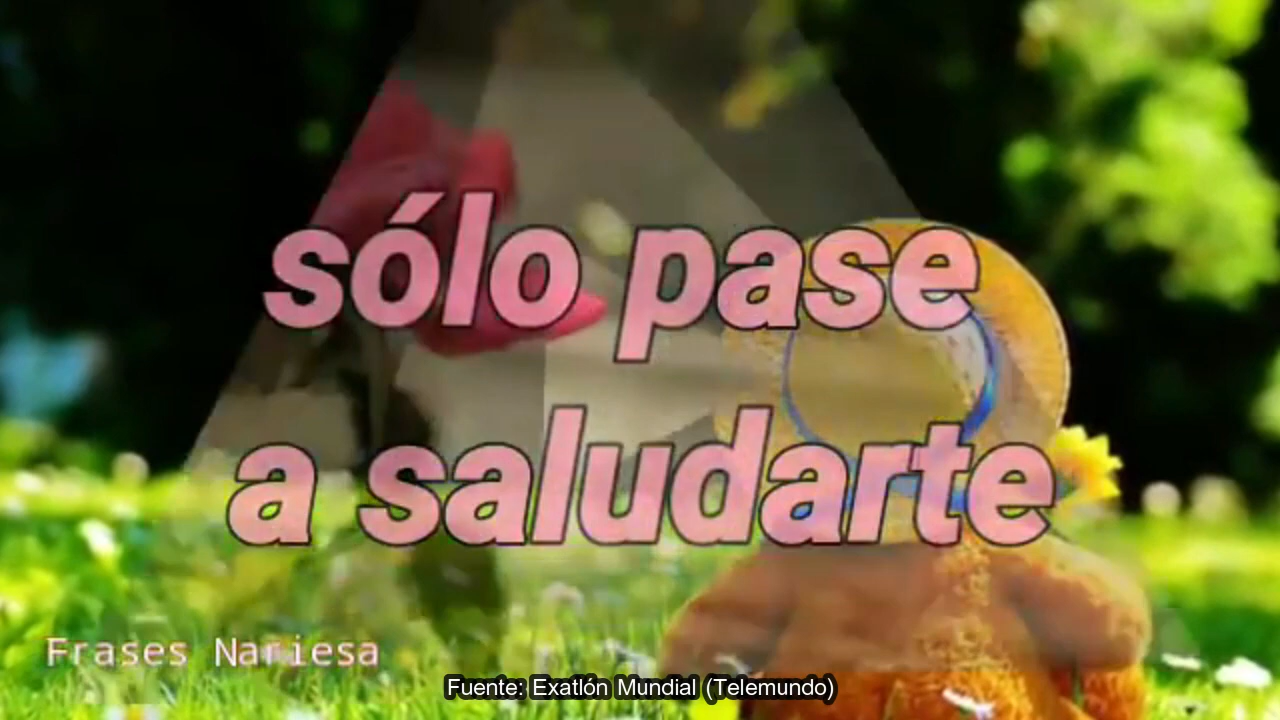 sólo pase
a saludarte
Frases Nariesa
Fuente: Exatlón Mundial (Telemundo)